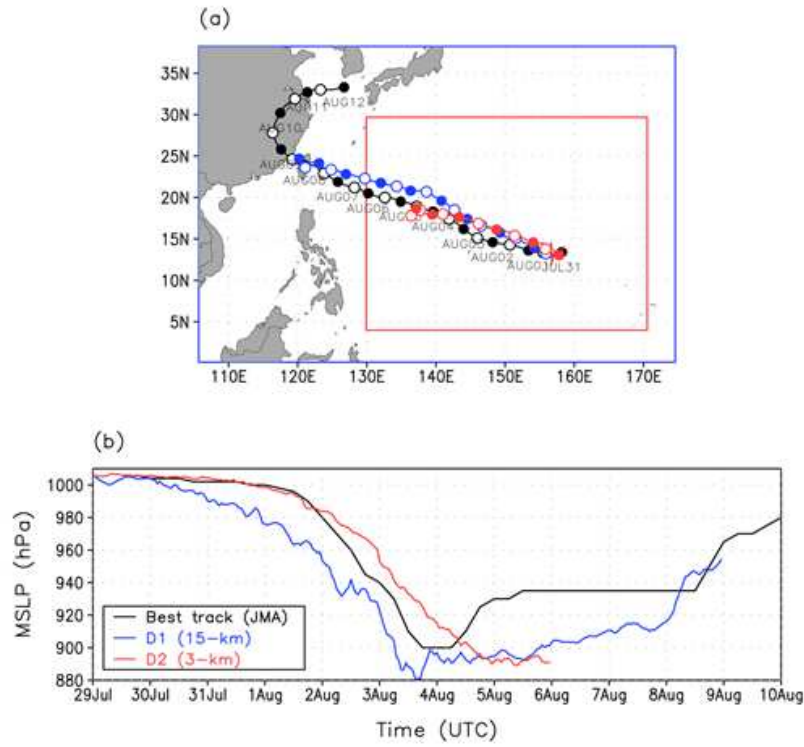 (a)
35N
30N
25N
20N
15N
10N
5N
AUG12
AUG11
AUG10
AUG08
AUG07
AUG04
AUG03
AUG02
JUL31
110E 120E 130E 140E 150E 160E 170E
(b)
MSLP (hPa)
1000
980
960
940
920
900
880
Best track (JMA)
D1 (15-km)
D2 (3-km)
29Jul 30Jul 31Jul 1Aug 2Aug 3Aug 4Aug 5Aug 6Aug 7Aug 8Aug 9Aug 10Aug
Time (UTC)